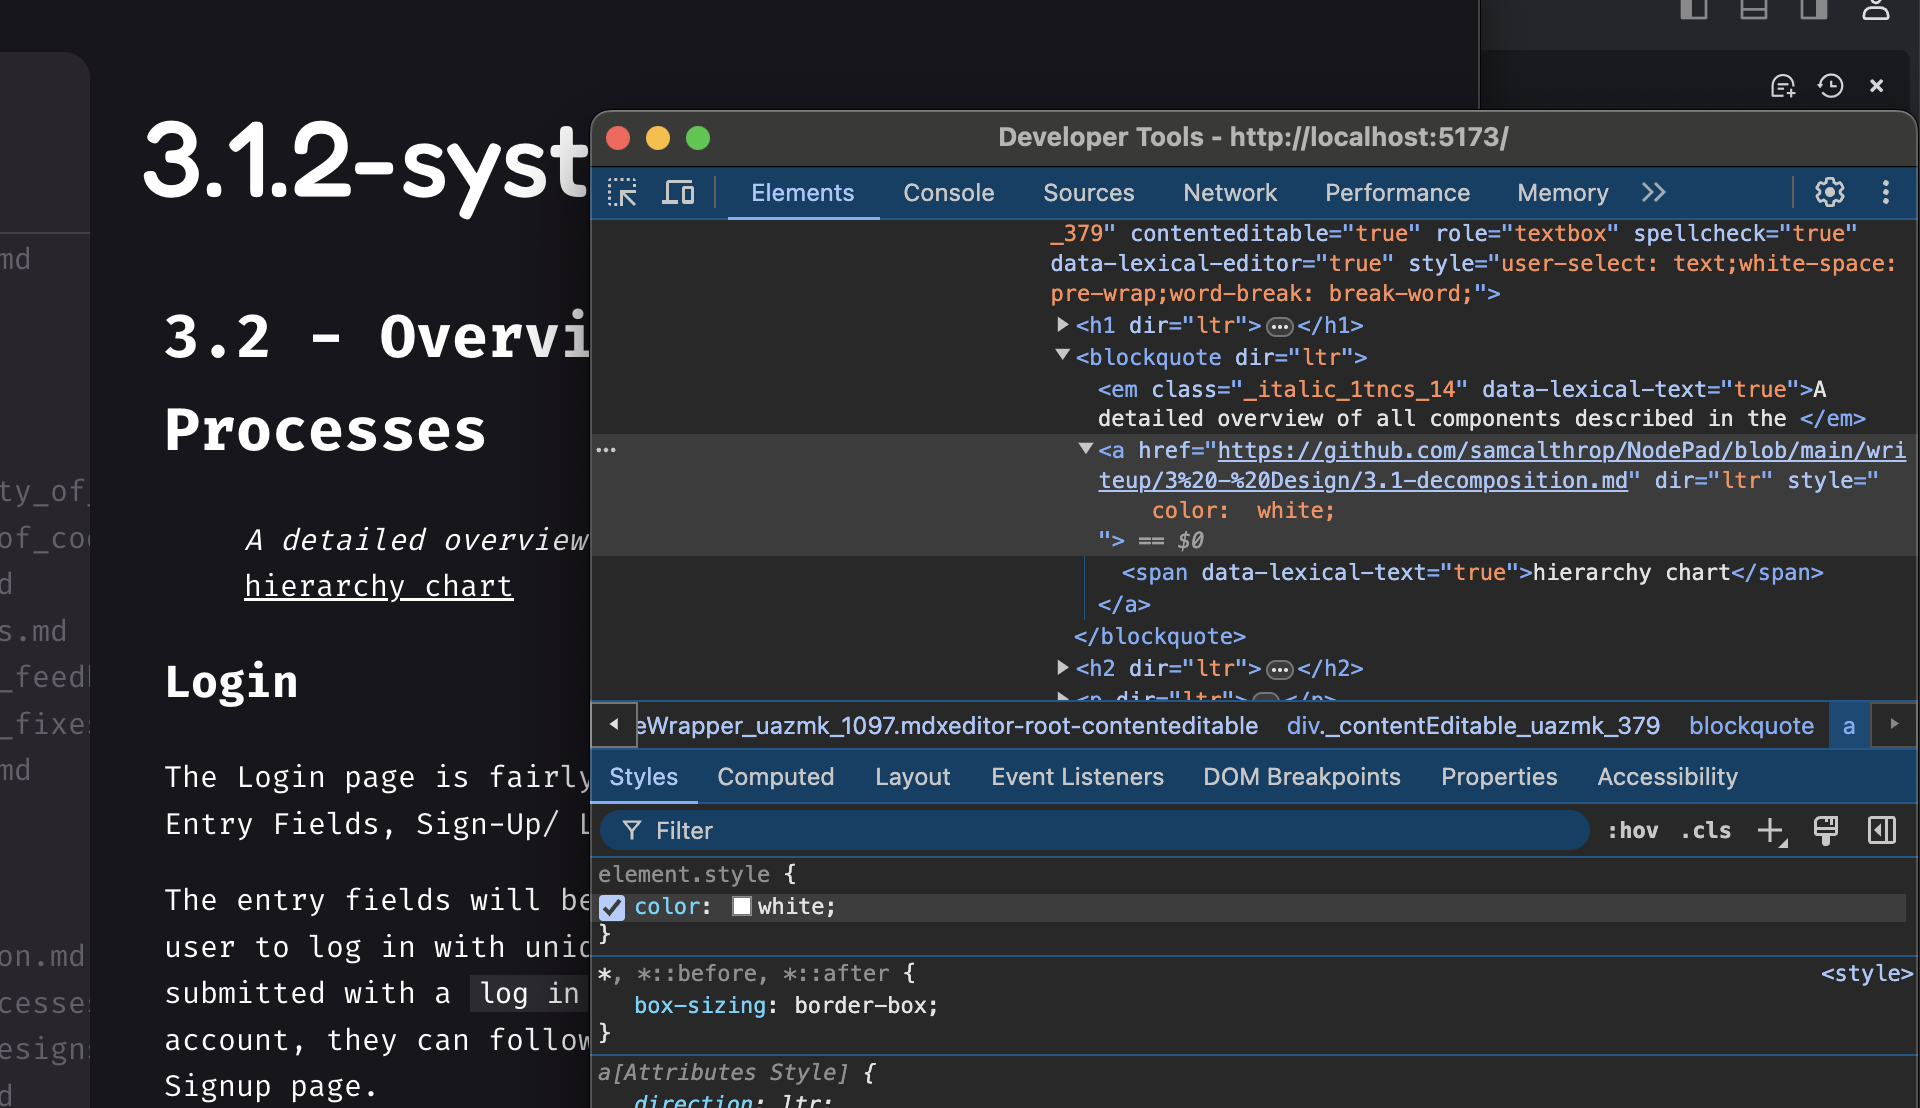 3.1.2-syst
md
3.2 - Overvi
Processes
ty_of_
of_co
d
A detailed overview
hierarchy chart
s.md
Login
_feed
_fixes
md
The Login page is fairly
Entry Fields, Sign-Up/ L
The entry fields will be
user to log in with unic
on.md
submitted with a log in
cesses
account, they can follow
esigns
Signup page.
d
Developer Tools - http://localhost:5173/
Elements Console Sources Network Performance Memory
_379" contenteditable="true" role="textbox" spellcheck="true"
data-lexical-editor="true" style="user-select: text;white-space:
pre-wrap;word-break: break-word;">
<h1 dir="ltr">…</h1>
<blockquote dir="ltr">
<em class="_italic_1tncs_14" data-lexical-text="true">A
detailed overview of all components described in the </em>
… <a href="https://github.com/samcalthrop/NodePad/blob/main/wri
teup/3%20-%20Design/3.1-decomposition.md" dir="ltr" style="
color: white;
"> == $0
<span data-lexical-text="true">hierarchy chart</span>
</a>
</blockquote>
<h2 dir="ltr">…</h2>
<p dir="ltr">…</p>
eWrapper_uazmk_1097.mdxeditor-root-contenteditable div._contentEditable_uazmk_379 blockquote a
Styles Computed Layout Event Listeners DOM Breakpoints Properties Accessibility
Filter :hov .cls
element.style {
color: white;
}
*, *::before, *::after { <style>
box-sizing: border-box;
}
a[Attributes Style] {
direction: ltr;